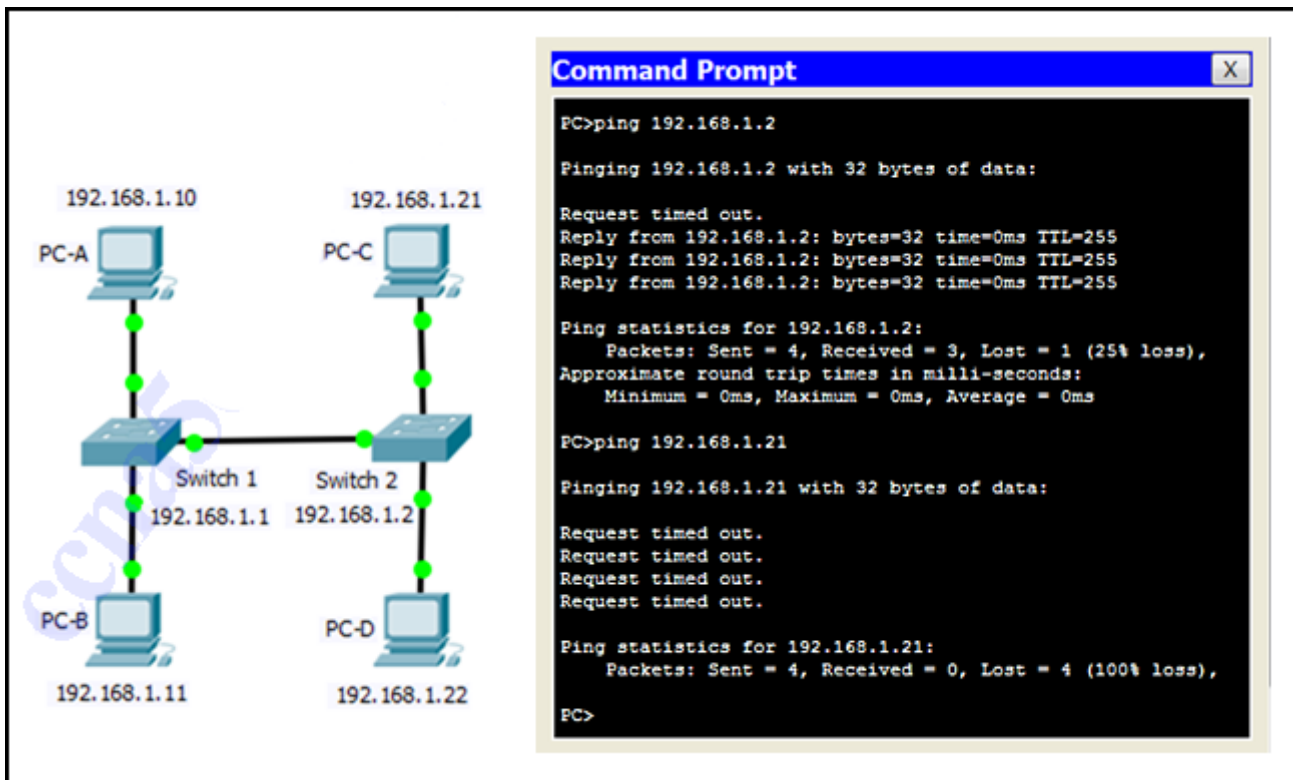 192.168.1.10
192.168.1.21
PC-A
PC-C
Switch 1
Switch 2
192.168.1.1
192.168.1.2
PC-B
PC-D
192.168.1.11
192.168.1.22
ccna5
Command Prompt
X
PC>ping 192.168.1.2
Pinging 192.168.1.2 with 32 bytes of data:
Request timed out.
Reply from 192.168.1.2: bytes=32 time=0ms TTL=255
Reply from 192.168.1.2: bytes=32 time=0ms TTL=255
Reply from 192.168.1.2: bytes=32 time=0ms TTL=255
Ping statistics for 192.168.1.2:
Packets: Sent = 4, Received = 3, Lost = 1 (25% loss),
Approximate round trip times in milli-seconds:
Minimum = 0ms, Maximum = 0ms, Average = 0ms
PC>ping 192.168.1.21
Pinging 192.168.1.21 with 32 bytes of data:
Request timed out.
Request timed out.
Request timed out.
Request timed out.
Ping statistics for 192.168.1.21:
Packets: Sent = 4, Received = 0, Lost = 4 (100% loss),
PC>